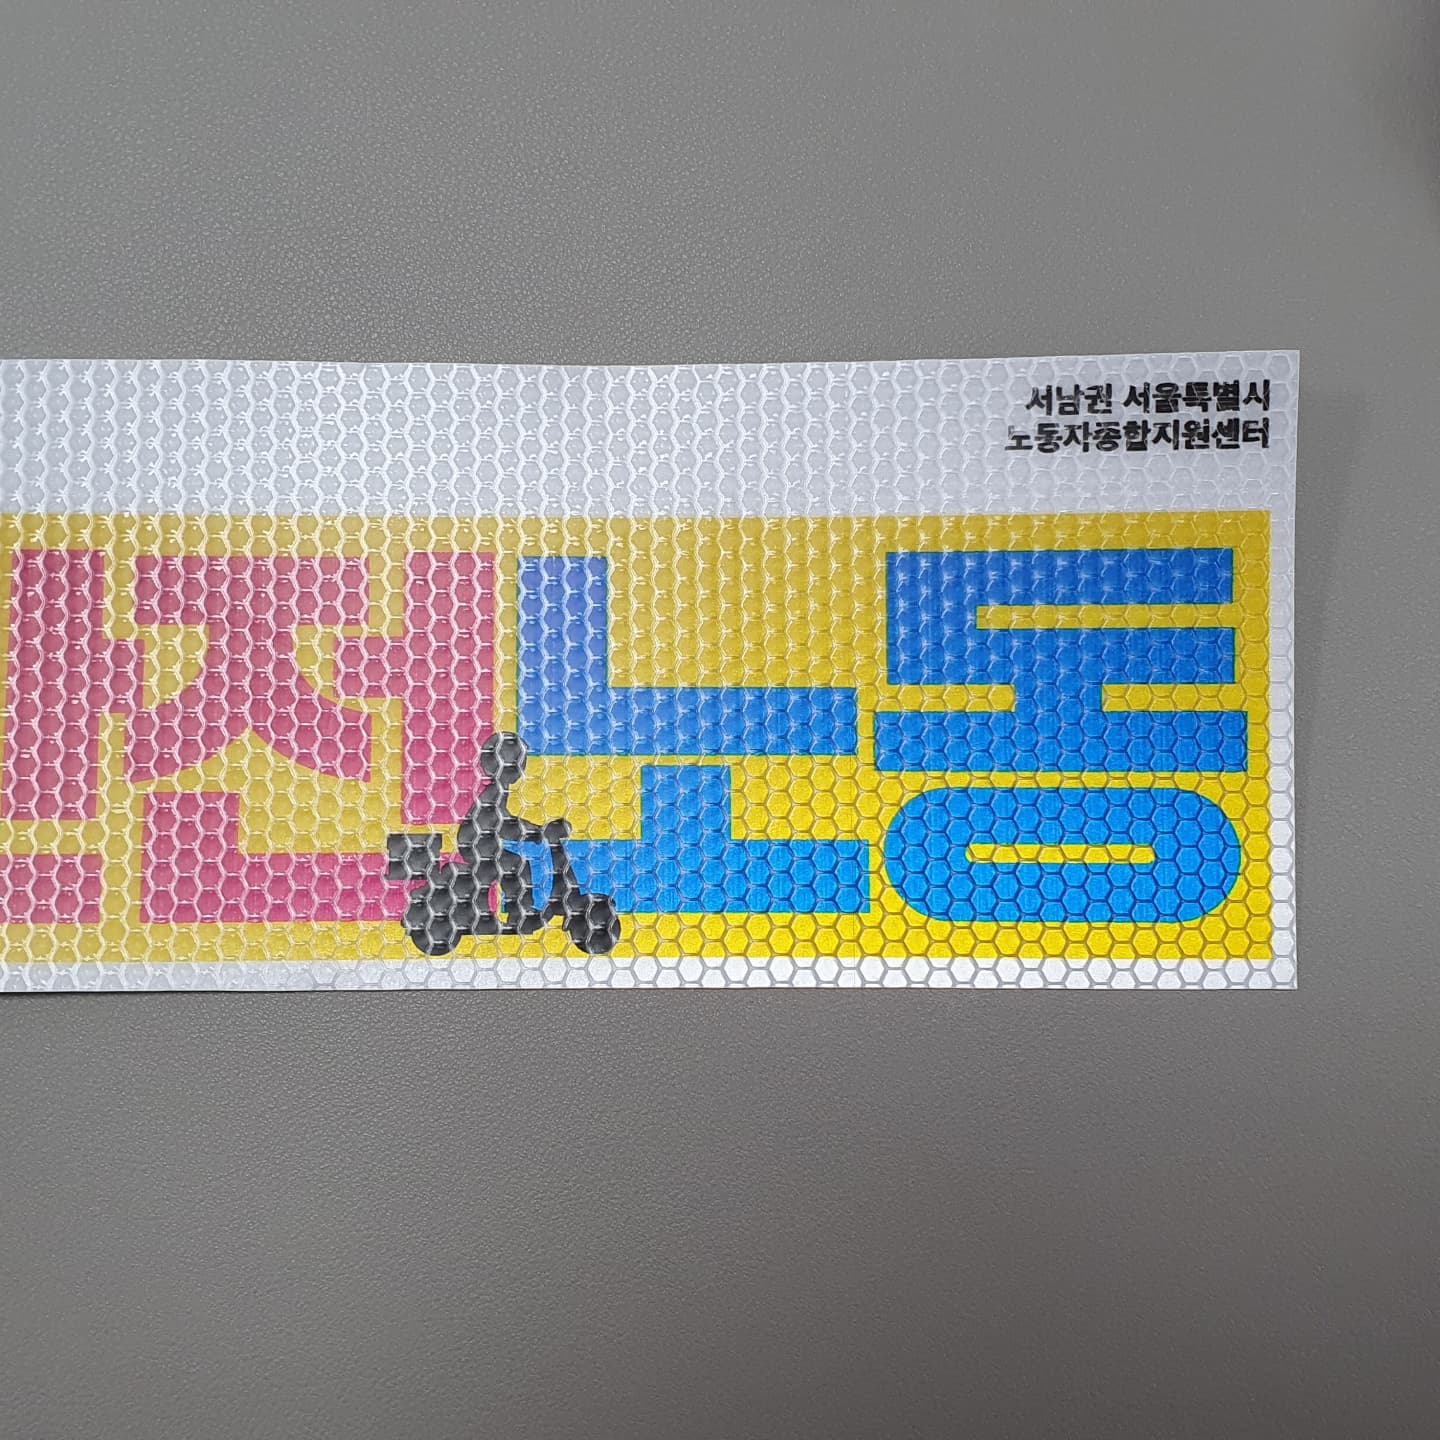 서남권 서울특별시
노동자종합지원센터
전노동